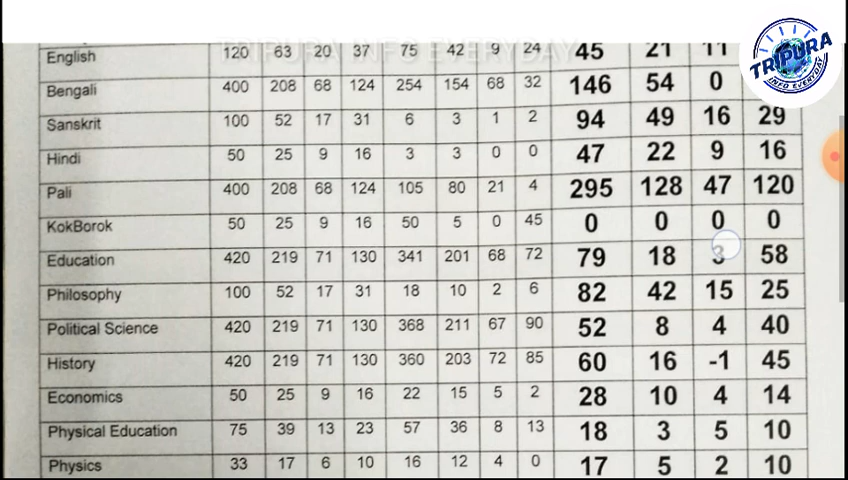 TRIPURA INFO EVERYDAY
TRIPURA
INFO EVERYDAY
English 120 63 20 37 75 42 9 24 45 21 11
Bengali 400 208 68 124 254 154 68 32 146 54 0
Sanskrit 100 52 17 31 6 3 1 2 94 49 16 29
Hindi 50 25 9 16 3 3 0 0 47 22 9 16
Pali 400 208 68 124 105 80 21 4 295 128 47 120
KokBorok 50 25 9 16 50 5 0 45 0 0 0 0
Education 420 219 71 130 341 201 68 72 79 18 3 58
Philosophy 100 52 17 31 18 10 2 6 82 42 15 25
Political Science 420 219 71 130 368 211 67 90 52 8 4 40
History 420 219 71 130 360 203 72 85 60 16 -1 45
Economics 50 25 9 16 22 15 5 2 28 10 4 14
Physical Education 75 39 13 23 57 36 8 13 18 3 5 10
Physics 33 17 6 10 16 12 4 0 17 5 2 10